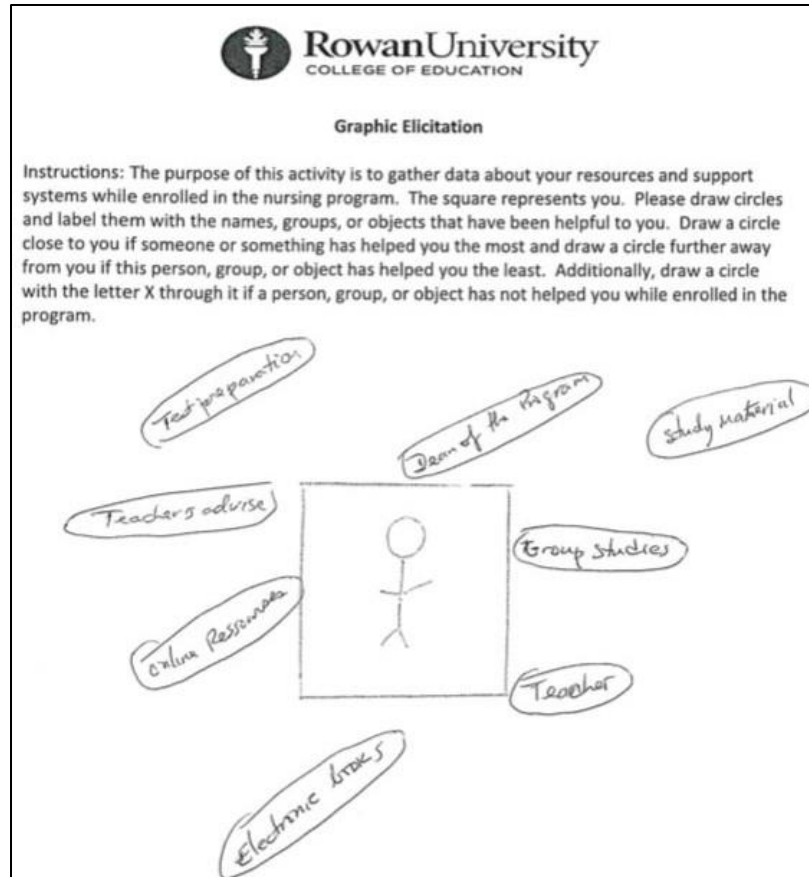 RowanUniversity
COLLEGE OF EDUCATION
Graphic Elicitation
Instructions: The purpose of this activity is to gather data about your resources and support
systems while enrolled in the nursing program. The square represents you. Please draw circles
and label them with the names, groups, or objects that have been helpful to you. Draw a circle
close to you if someone or something has helped you the most and draw a circle further away
from you if this person, group, or object has helped you the least. Additionally, draw a circle
with the letter X through it if a person, group, or object has not helped you while enrolled in the
program.
Test preparation
Dean of the Program
Study material
Teachers advise
Group studies
online Ressources
Teacher
Electronic books